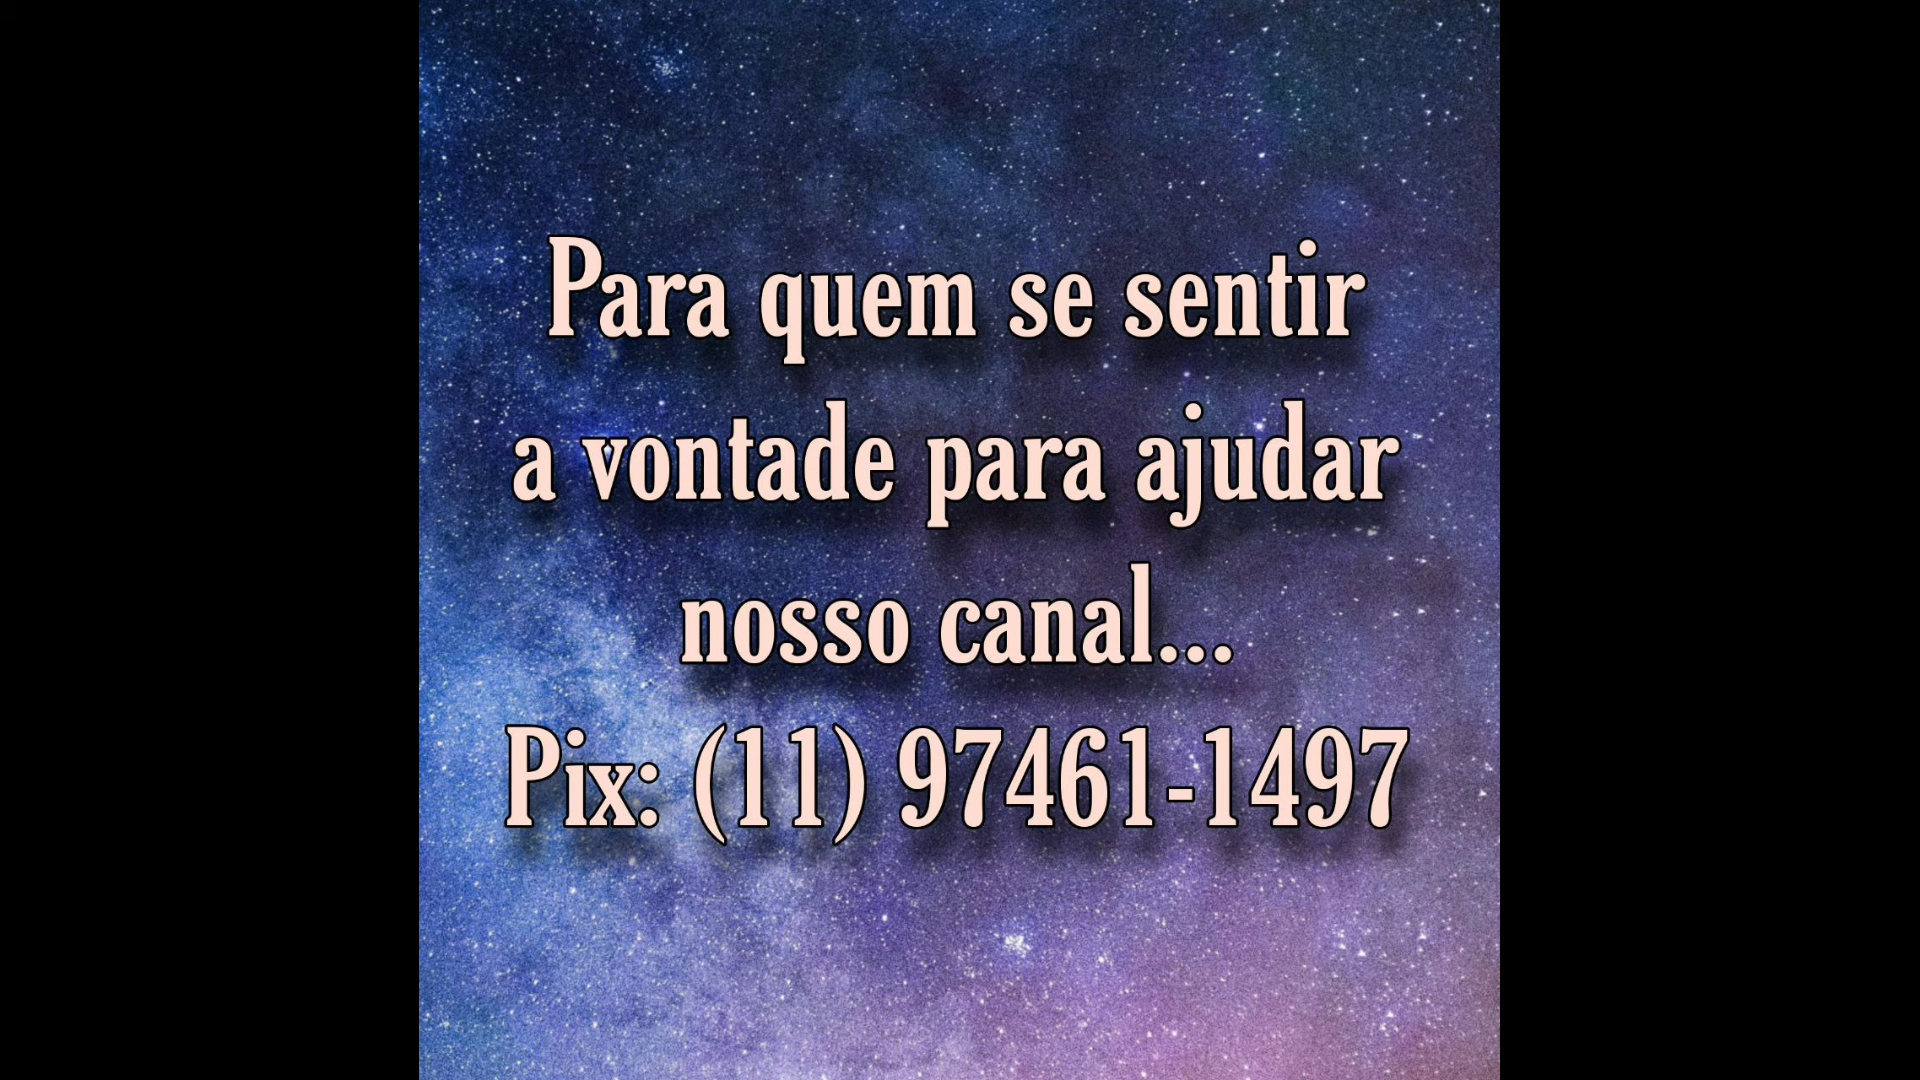 Para quem se sentir
a vontade para ajudar
nosso canal...
Pix: (11) 97461-1497